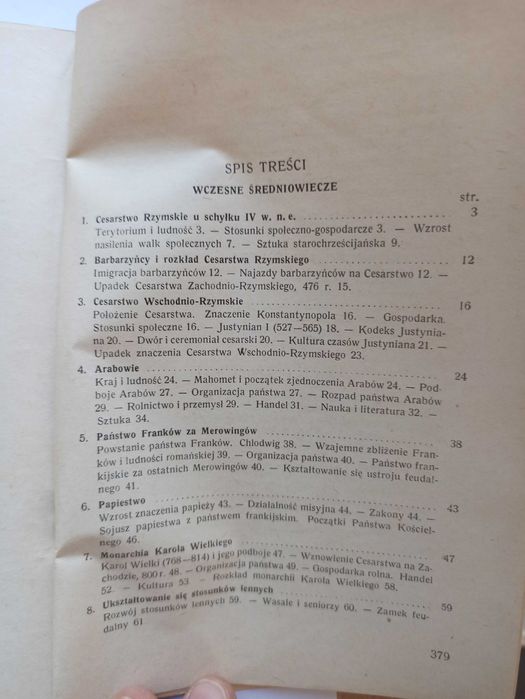 SPIS TREŚCI
WCZESNE ŚREDNIOWIECZE
str.
1. Cesarstwo Rzymskie u schyłku IV w. n. e. . . . . . . . . . . . . . . . . . . . . . . . . . 3
Terytorium i ludność 3. — Stosunki społeczno-gospodarcze 3. — Wzrost
nasilenia walk społecznych 7. — Sztuka starochrześcijańska 9.
2. Barbarzyńcy i rozkład Cesarstwa Rzymskiego . . . . . . . . . . . . . . . . . . . . . . 12
Imigracja barbarzyńców 12. — Najazdy barbarzyńców na Cesarstwo 12. —
Upadek Cesarstwa Zachodnio-Rzymskiego, 476 r. 15.
3. Cesarstwo Wschodnio-Rzymskie . . . . . . . . . . . . . . . . . . . . . . . . . . . . . . 16
Położenie Cesarstwa. Znaczenie Konstantynopola 16. — Gospodarka.
Stosunki społeczne 16. — Justynian I (527—565) 18. — Kodeks Justynia-
na 20. — Dwór i ceremoniał cesarski 20. — Kultura czasów Justyniana 21. —
Upadek znaczenia Cesarstwa Wschodnio-Rzymskiego 23.
4. Arabowie . . . . . . . . . . . . . . . . . . . . . . . . . . . . . . . . . . . . . . . . 24
Kraj i ludność 24. — Mahomet i początek zjednoczenia Arabów 24. — Pod-
boje Arabów 27. — Organizacja państwa 27. — Rozpad państwa Arabów
29. — Rolnictwo i przemysł 29. — Handel 31. — Nauka i literatura 32. —
Sztuka 34.
5. Państwo Franków za Merowingów . . . . . . . . . . . . . . . . . . . . . . . . . . . . 38
Powstanie państwa Franków. Chlodwig 38. — Wzajemne zbliżenie Fran-
ków i ludności romańskiej 39. — Organizacja państwa 40. — Państwo fran-
kijskie za ostatnich Merowingów 40. — Kształtowanie się ustroju feudal-
nego 41.
6. Papiestwo . . . . . . . . . . . . . . . . . . . . . . . . . . . . . . . . . . . . . . . 43
Wzrost znaczenia papieży 43. — Działalność misyjna 44. — Zakony 44. —
Sojusz papiestwa z państwem frankijskim. Początki Państwa Kościel-
nego 46.
7. Monarchia Karola Wielkiego . . . . . . . . . . . . . . . . . . . . . . . . . . . . . . 47
Karol Wielki (768—814) i jego podboje 47. — Wznowienie Cesarstwa na Za-
chodzie, 800 r. 48. — Organizacja państwa 49. — Gospodarka rolna. Handel
52. — Kultura 53 — Rozkład monarchii Karola Wielkiego 58.
8. Ukształtowanie się stosunków lennych . . . . . . . . . . . . . . . . . . . . . . . . . 59
Rozwój stosunków lennych 59. — Wasale i seniorzy 60. — Zamek feu-
dalny 61
379